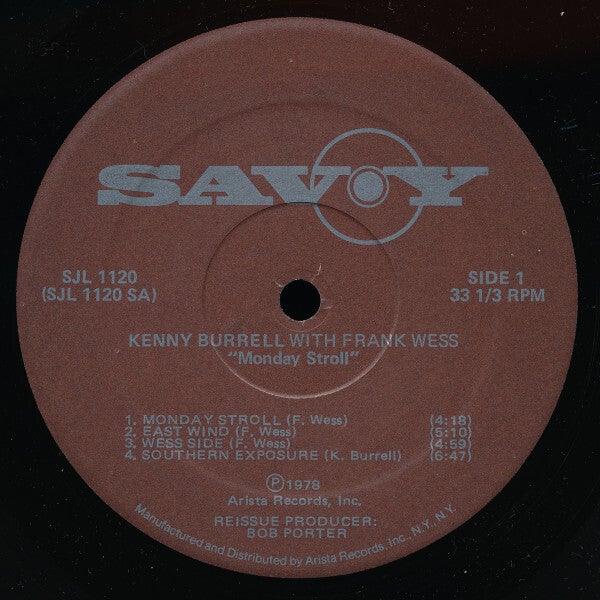 SAVOY
SJL 1120
(SJL 1120 SA)
SIDE 1
33 1/3 RPM
KENNY BURRELL WITH FRANK WESS
"Monday Stroll"
1. MONDAY STROLL (F. Wess) (4:18)
2. EAST WIND (F. Wess) (5:10)
3. WESS SIDE (F. Wess) (4:59)
4. SOUTHERN EXPOSURE (K. Burrell) (6:47)
Ⓟ1978
Arista Records, Inc.
REISSUE PRODUCER:
BOB PORTER
Manufactured and Distributed by Arista Records, Inc., N.Y., N.Y.